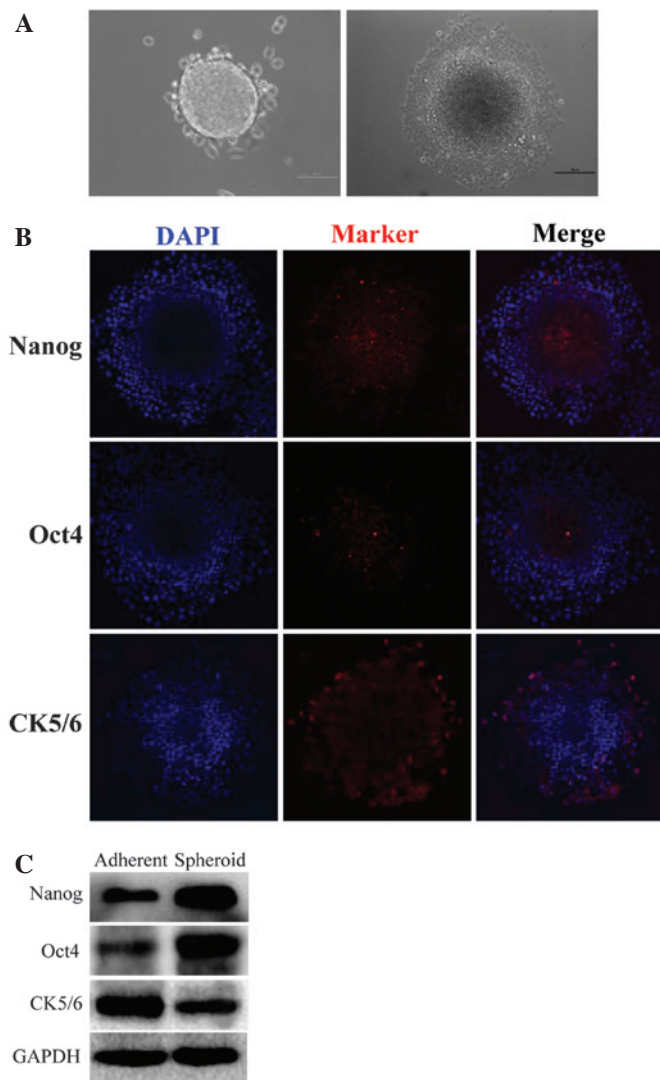 A
B
DAPI Marker Merge
Nanog
Oct4
CK5/6
C
Adherent Spheroid
Nanog
Oct4
CK5/6
GAPDH